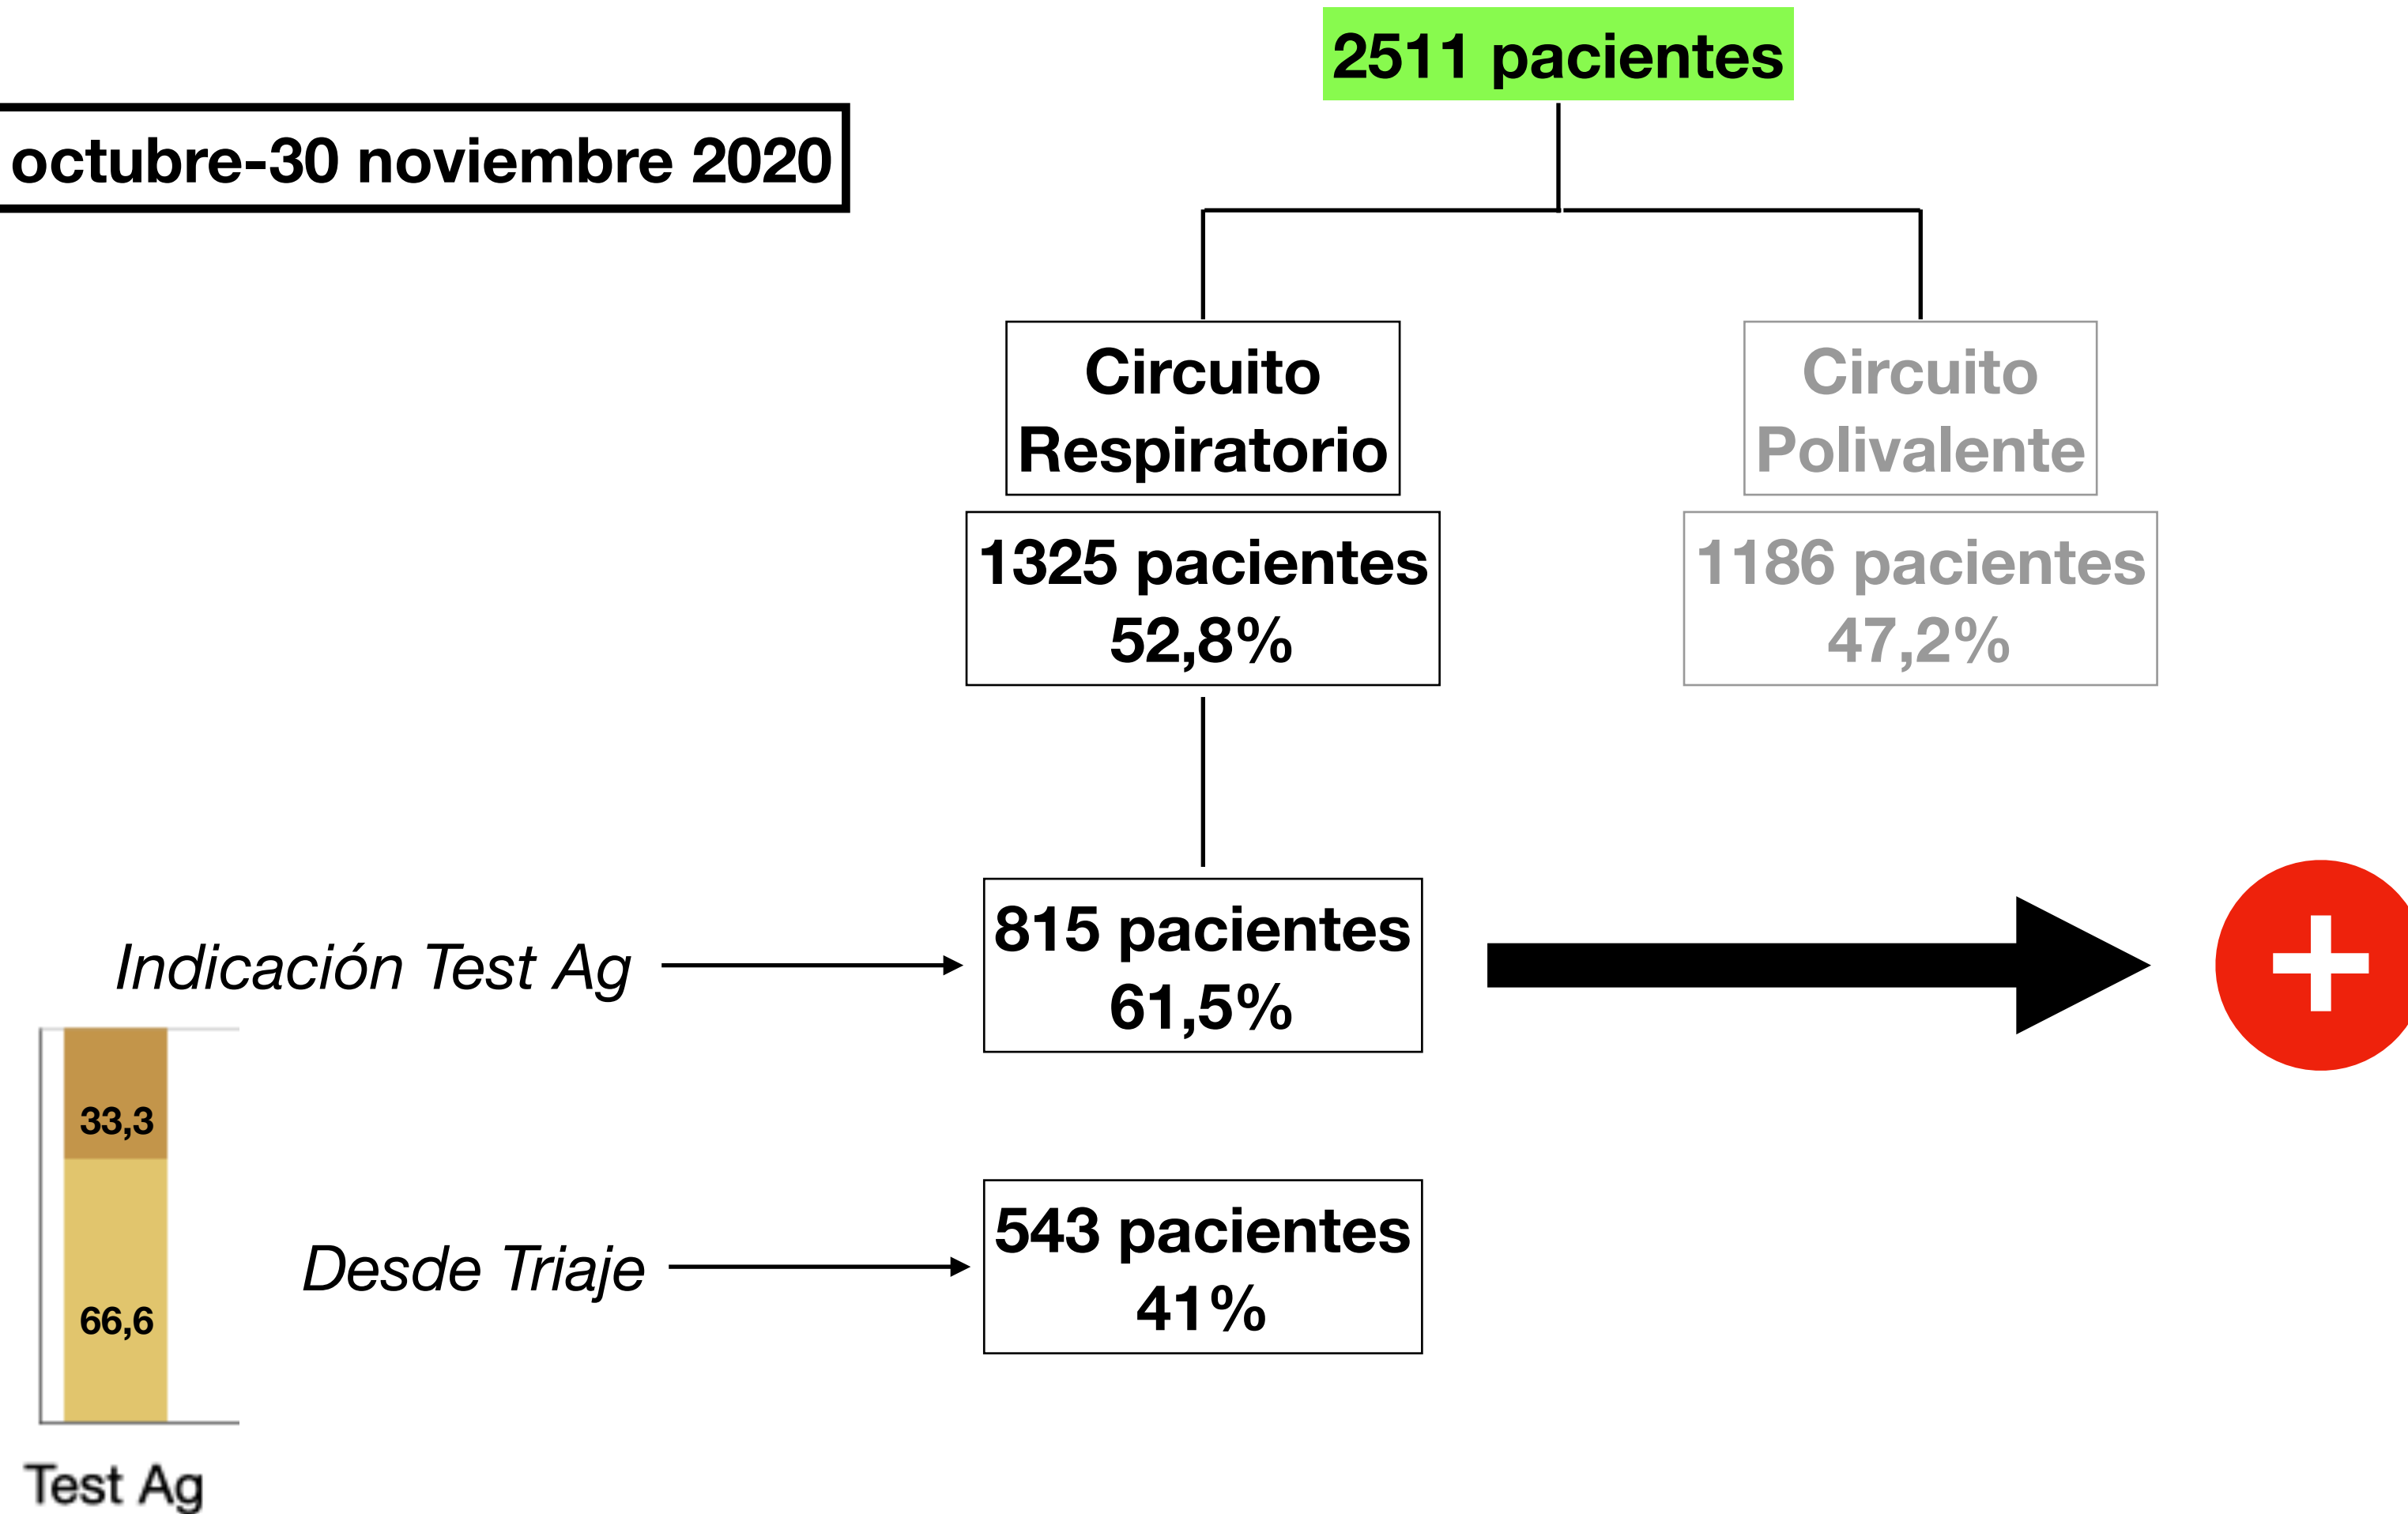 2511 pacientes
octubre-30 noviembre 2020
Circuito
Respiratorio
Circuito
Polivalente
1325 pacientes
52,8%
1186 pacientes
47,2%
Indicación Test Ag
815 pacientes
61,5%
33,3
66,6
Desde Triaje
543 pacientes
41%
Test Ag